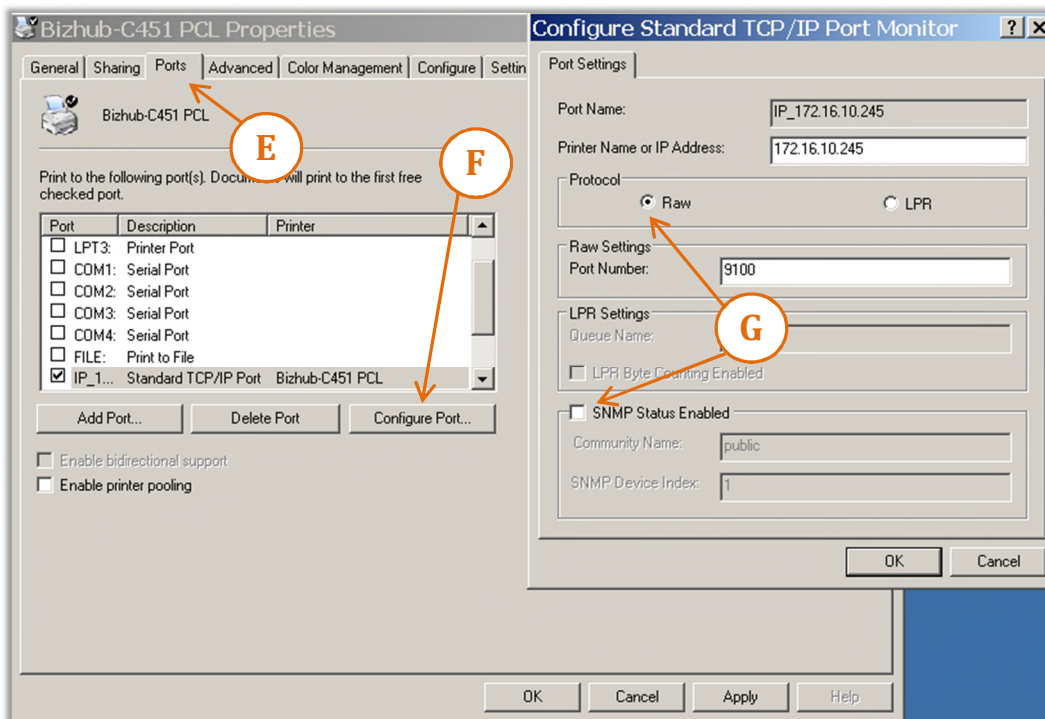 Bizhub-C451 PCL Properties
General Sharing Ports Advanced Color Management Configure
Bizhub-C451 PCL
E
F
Print to the following port(s). will print to the first free
checked port.
Port Description Printer
LPT3: Printer Port
COM1: Serial Port
COM2: Serial Port
COM3: Serial Port
COM4: Serial Port
FILE: Print to File
IP_1... Standard TCP/IP Port Bizhub-C451 PCL
Add Port... Delete Port Configure Port...
Enable bidirectional support
Enable printer pooling
OK Cancel Apply Help
Configure Standard TCP/IP Port Monitor
Port Settings
Port Name: IP_172.16.10.245
Printer Name or IP Address: 172.16.10.245
Protocol
Raw LPR
Raw Settings
Port Number: 9100
LPR Settings
Queue Name:
G
LPR Byte Counting Enabled
SNMP Status Enabled
Community Name: public
SNMP Device Index: 1
OK Cancel